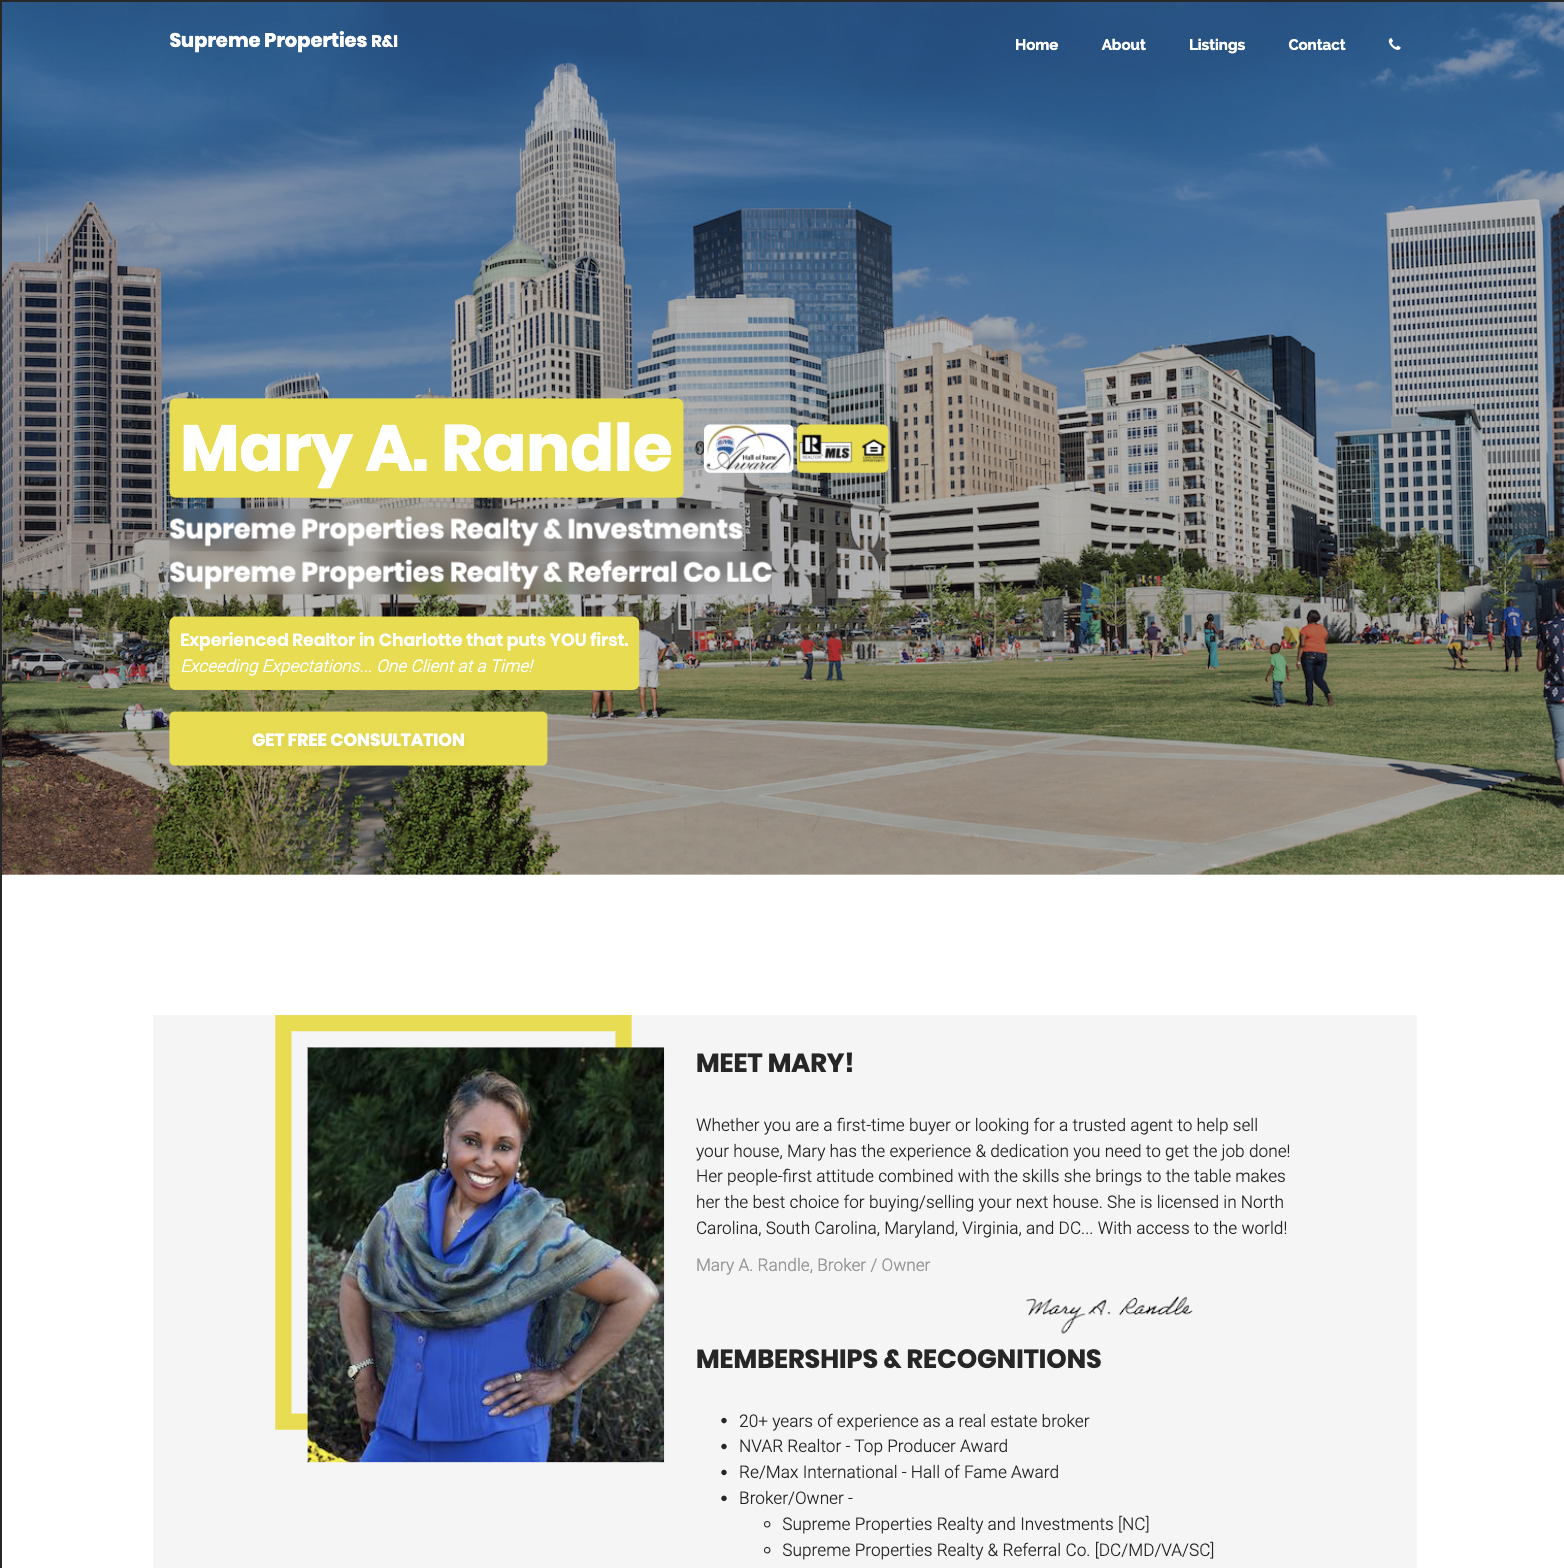 Supreme Properties R&I
Home About Listings Contact
Mary A. Randle
Hall of Fame
Award
R
REALTOR
MLS
PLACE
Supreme Properties Realty & Investments
Supreme Properties Realty & Referral Co LLC
Experienced Realtor in Charlotte that puts YOU first.
Exceeding Expectations... One Client at a Time!
GET FREE CONSULTATION
MEET MARY!
Whether you are a first-time buyer or looking for a trusted agent to help sell
your house, Mary has the experience & dedication you need to get the job done!
Her people-first attitude combined with the skills she brings to the table makes
her the best choice for buying/selling your next house. She is licensed in North
Carolina, South Carolina, Maryland, Virginia, and DC... With access to the world!
Mary A. Randle, Broker / Owner
Mary A. Randle
MEMBERSHIPS & RECOGNITIONS
20+ years of experience as a real estate broker
NVAR Realtor - Top Producer Award
Re/Max International - Hall of Fame Award
Broker/Owner -
Supreme Properties Realty and Investments [NC]
Supreme Properties Realty & Referral Co. [DC/MD/VA/SC]